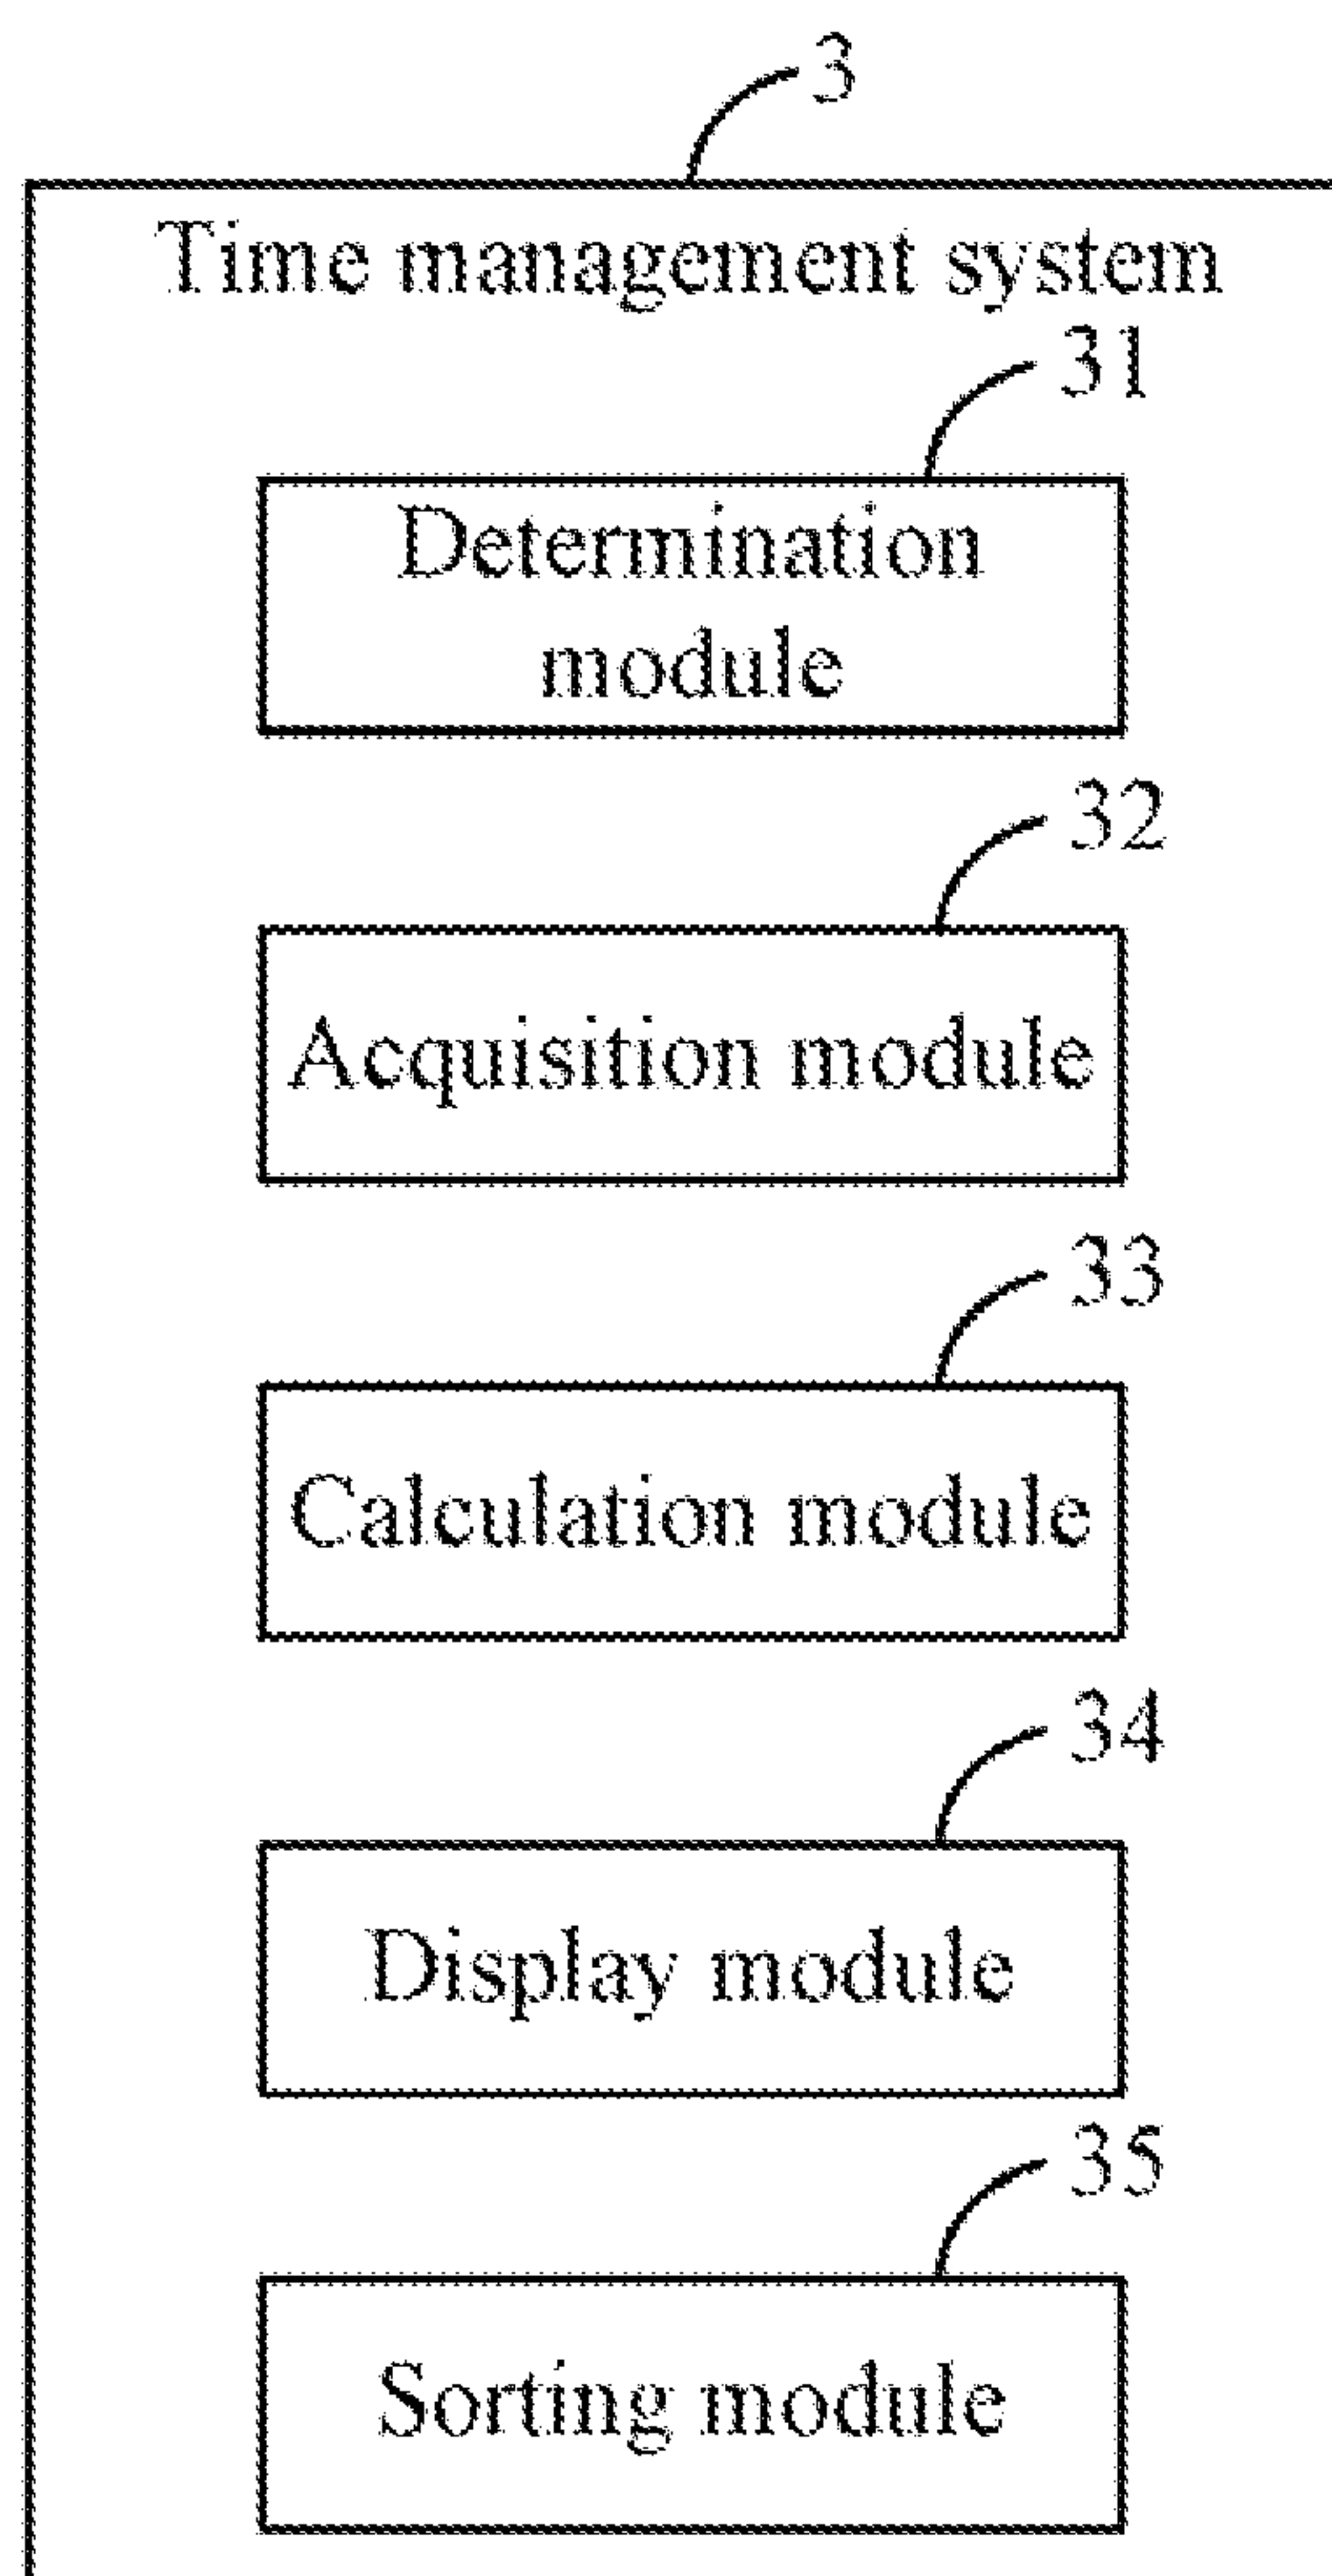 3
Time management system
31
Determination
module
32
Acquisition module
33
Calculation module
34
Display module
35
Sorting module